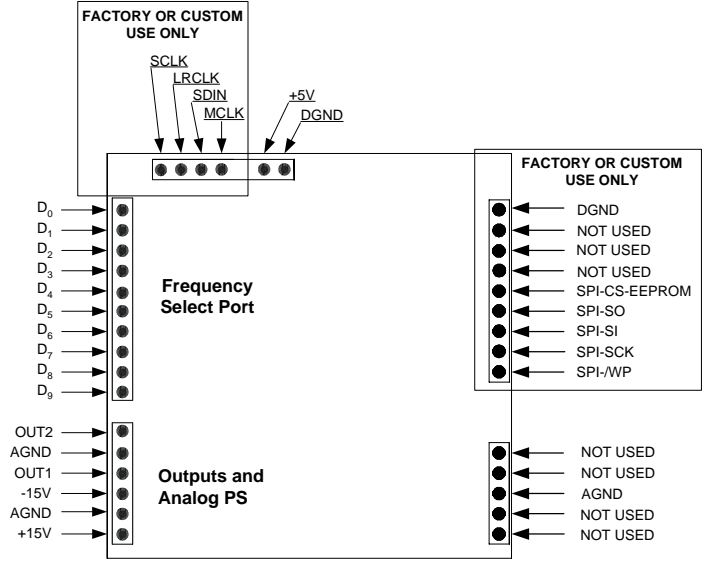 FACTORY OR CUSTOM
USE ONLY
SCLK
LRCLK
SDIN
MCLK
+5V
DGND
FACTORY OR CUSTOM
USE ONLY
D0
D1
D2
D3
D4
D5
D6
D7
D8
D9
Frequency
Select Port
DGND
NOT USED
NOT USED
NOT USED
SPI-CS-EEPROM
SPI-SO
SPI-SI
SPI-SCK
SPI-/WP
OUT2
AGND
OUT1
-15V
AGND
+15V
Outputs and
Analog PS
NOT USED
NOT USED
AGND
NOT USED
NOT USED